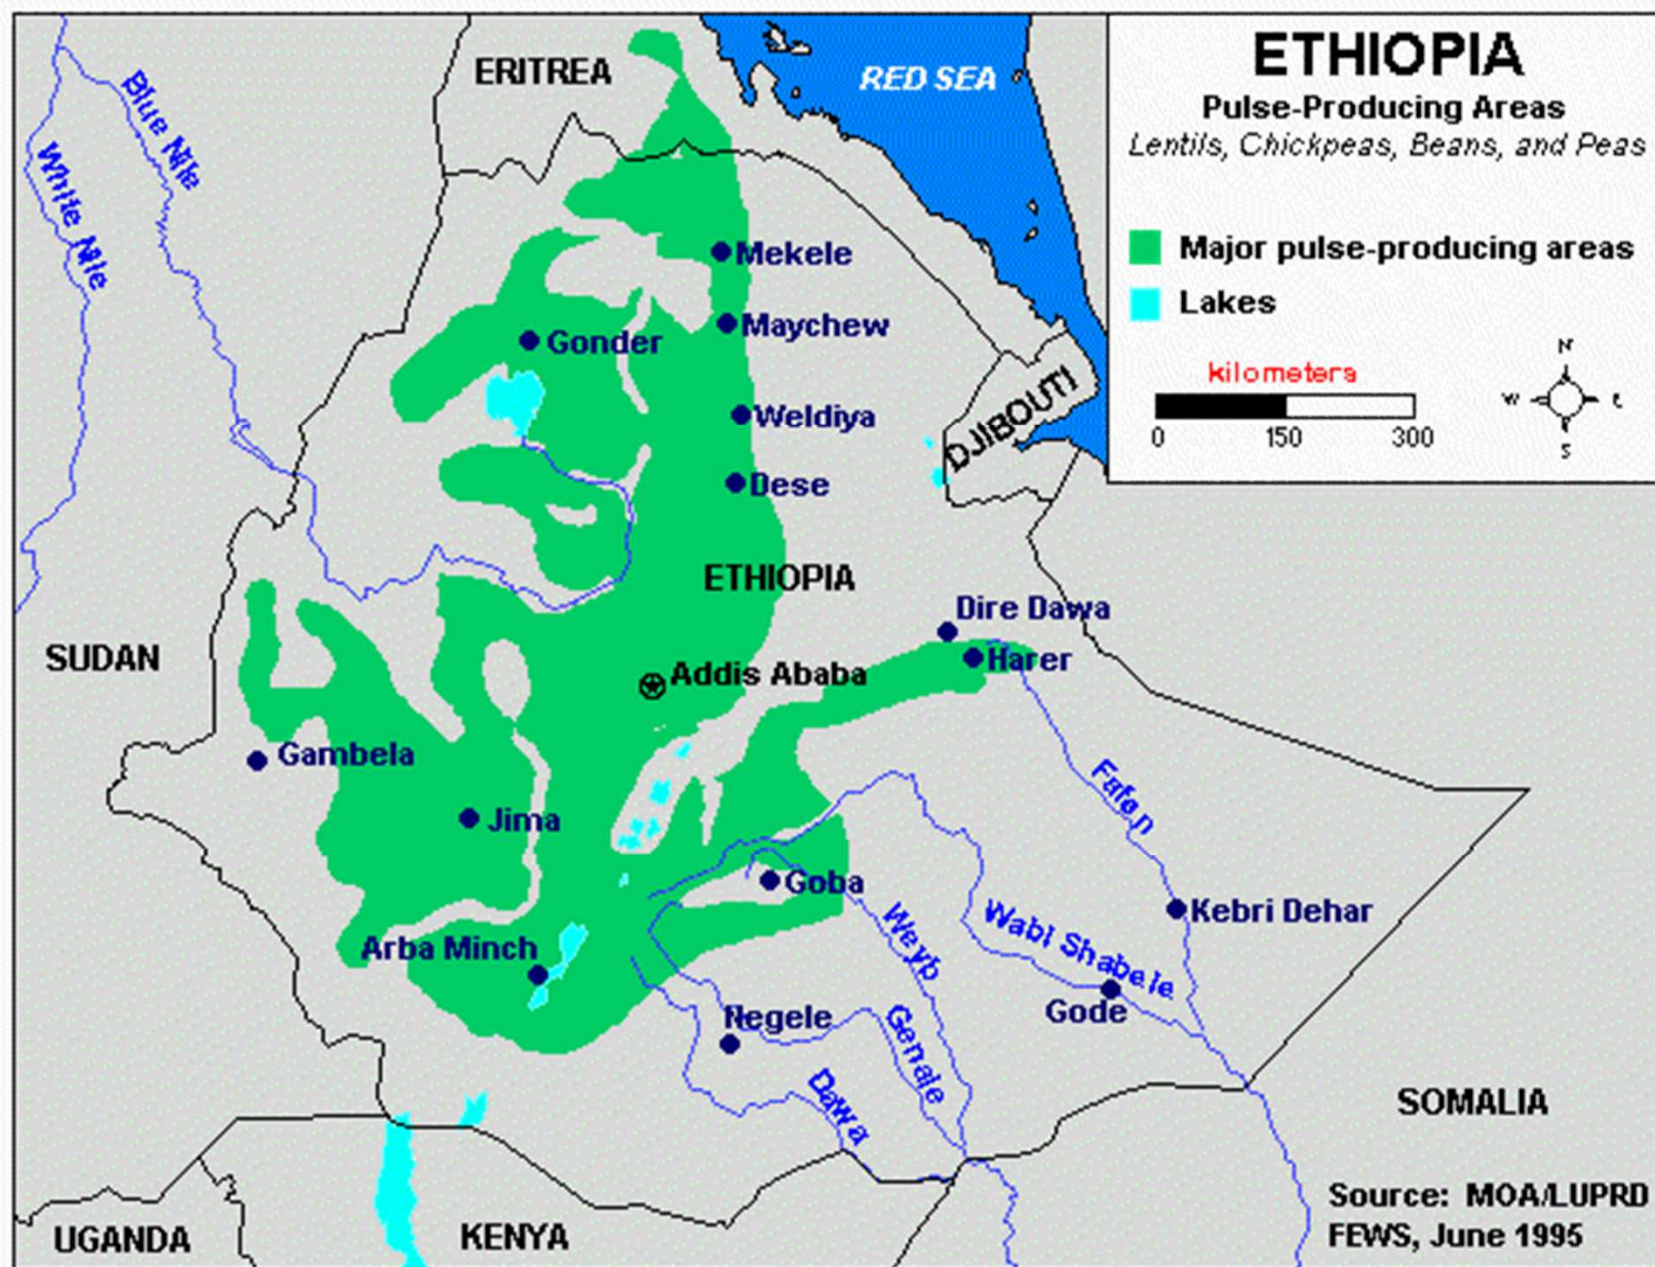 ETHIOPIA
Pulse-Producing Areas
Lentils, Chickpeas, Beans, and Peas
Major pulse-producing areas
Lakes
kilometers
0 150 300
N
W E
S
ERITREA
RED SEA
Blue Nile
White Nile
Mekele
Maychew
Gonder
DJIBOUTI
Weldiya
Dese
ETHIOPIA
Dire Dawa
SUDAN
Harer
Addis Ababa
Gambela
Fafen
Jima
Goba
Kebri Dehar
Weyb
Wabi Shabele
Arba Minch
Gode
Negele
Genale
Dawa
SOMALIA
UGANDA
KENYA
Source: MOA/LUPRD
FEWS, June 1995